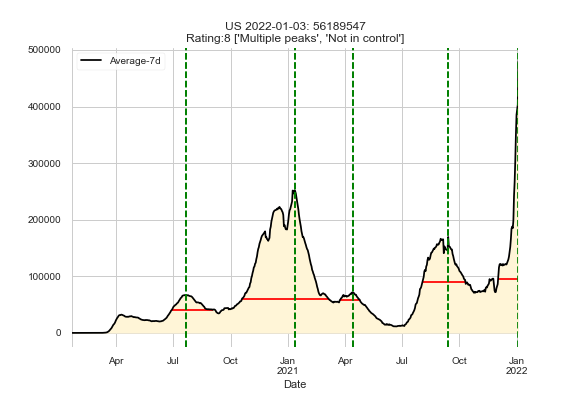 US 2022-01-03: 56189547
Rating:8 ['Multiple peaks', 'Not in control']
Average-7d
500000
400000
300000
200000
100000
0
Apr Jul Oct Jan Apr Jul Oct Jan
2021 2022
Date